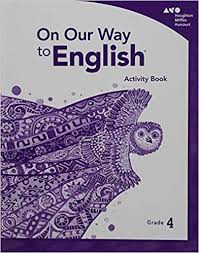 Houghton
Mifflin
Harcourt
On Our Way
to English®
Activity Book
Grade 4